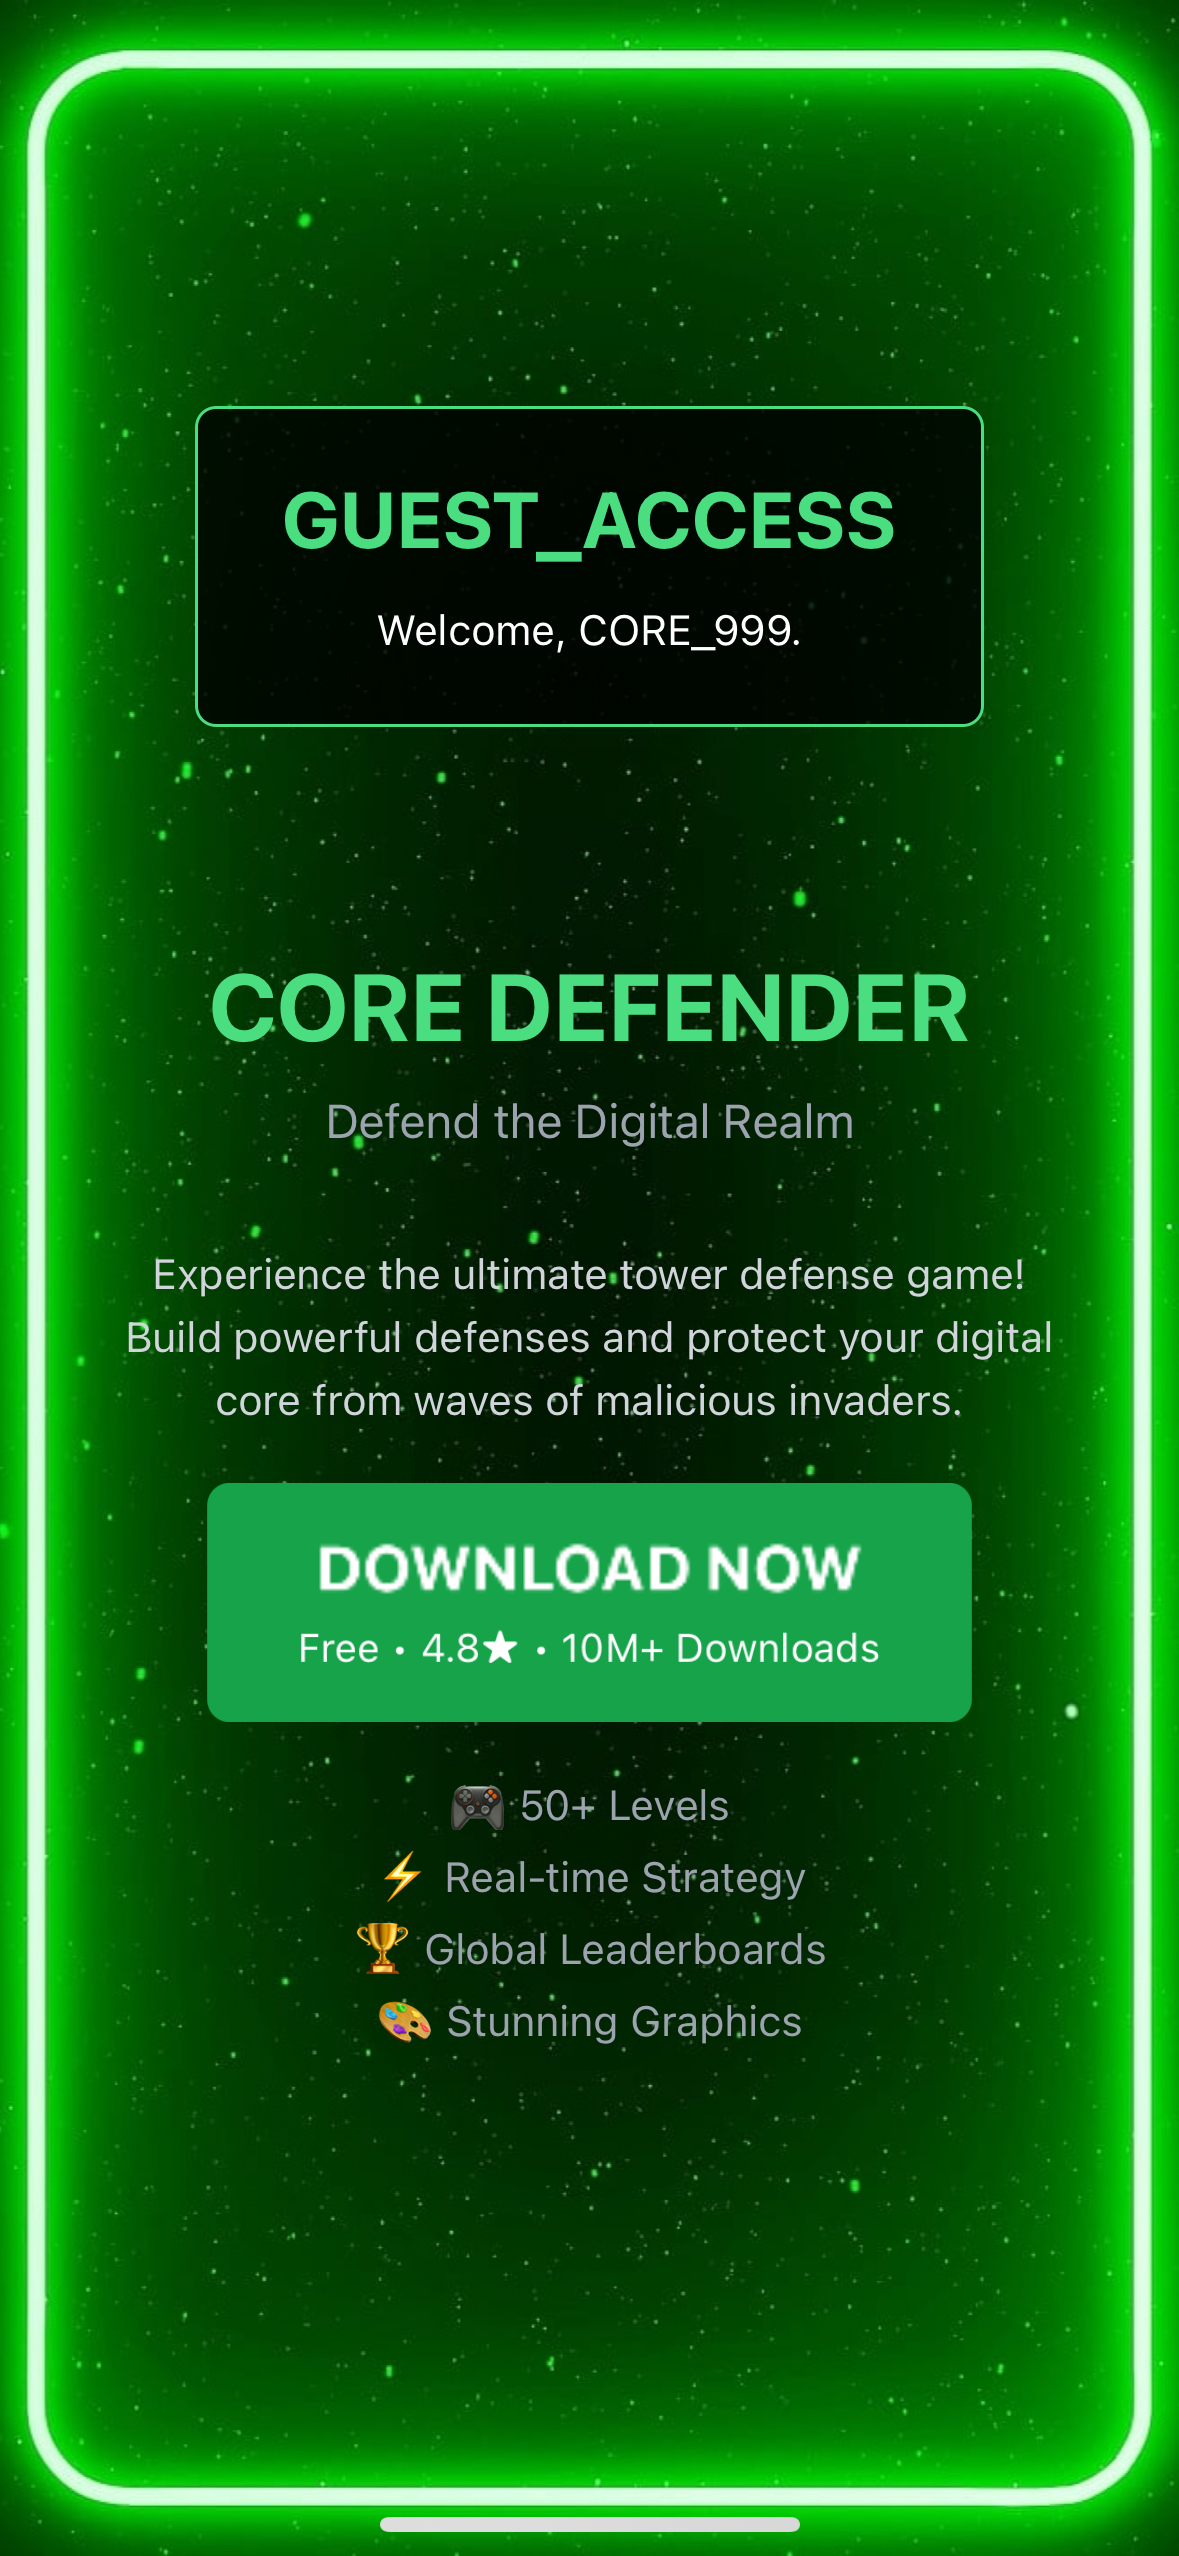 GUEST_ACCESS
Welcome, CORE_999.
CORE DEFENDER
Defend the Digital Realm
Experience the ultimate tower defense game!
Build powerful defenses and protect your digital
core from waves of malicious invaders.
DOWNLOAD NOW
Free • 4.8★ • 10M+ Downloads
🎮 50+ Levels
⚡ Real-time Strategy
🏆 Global Leaderboards
🎨 Stunning Graphics